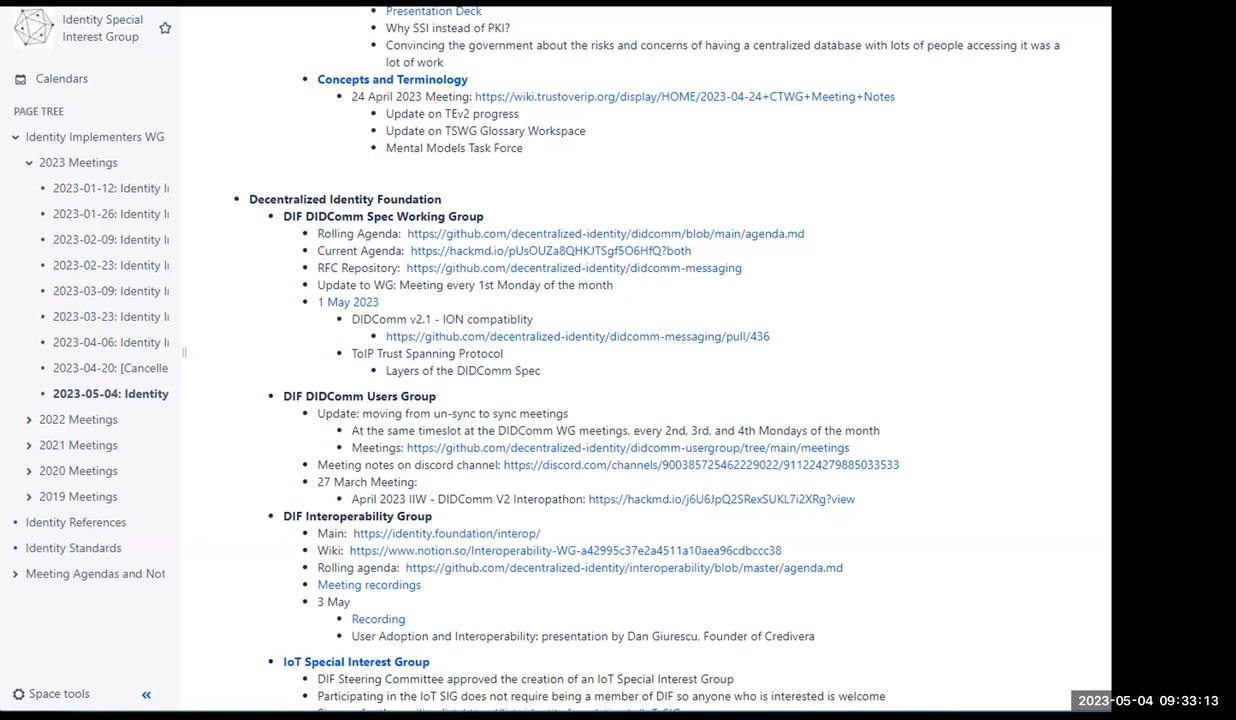 Identity Special
Interest Group
Calendars
PAGE TREE
Identity Implementers WG
2023 Meetings
2023-01-12: Identity I
2023-01-26: Identity I
2023-02-09: Identity I
2023-02-23: Identity I
2023-03-09: Identity I
2023-03-23: Identity I
2023-04-06: Identity I
2023-04-20: [Cancelle
2023-05-04: Identity
2022 Meetings
2021 Meetings
2020 Meetings
2019 Meetings
Identity References
Identity Standards
Meeting Agendas and Not
Space tools
Presentation Deck
Why SSI instead of PKI?
Convincing the government about the risks and concerns of having a centralized database with lots of people accessing it was a
lot of work
Concepts and Terminology
24 April 2023 Meeting: https://wiki.trustoverip.org/display/HOME/2023-04-24+CTWG+Meeting+Notes
Update on TEv2 progress
Update on TSWG Glossary Workspace
Mental Models Task Force
Decentralized Identity Foundation
DIF DIDComm Spec Working Group
Rolling Agenda: https://github.com/decentralized-identity/didcomm/blob/main/agenda.md
Current Agenda: https://hackmd.io/pUsOUZa8QHKJTSgf5O6HfQ?both
RFC Repository: https://github.com/decentralized-identity/didcomm-messaging
Update to WG: Meeting every 1st Monday of the month
1 May 2023
DIDComm v2.1 - ION compatiblity
https://github.com/decentralized-identity/didcomm-messaging/pull/436
ToIP Trust Spanning Protocol
Layers of the DIDComm Spec
DIF DIDComm Users Group
Update: moving from un-sync to sync meetings
At the same timeslot at the DIDComm WG meetings, every 2nd, 3rd, and 4th Mondays of the month
Meetings: https://github.com/decentralized-identity/didcomm-usergroup/tree/main/meetings
Meeting notes on discord channel: https://discord.com/channels/900385725462229022/911224279885033533
27 March Meeting:
April 2023 IIW - DIDComm V2 Interopathon: https://hackmd.io/j6U6JpQ2SRexSUKL7i2XRg?view
DIF Interoperability Group
Main: https://identity.foundation/interop/
Wiki: https://www.notion.so/Interoperability-WG-a42995c37e2a4511a10aea96cdbccc38
Rolling agenda: https://github.com/decentralized-identity/interoperability/blob/master/agenda.md
Meeting recordings
3 May
Recording
User Adoption and Interoperability: presentation by Dan Giurescu, Founder of Credivera
IoT Special Interest Group
DIF Steering Committee approved the creation of an IoT Special Interest Group
Participating in the IoT SIG does not require being a member of DIF so anyone who is interested is welcome
2023-05-04 09:33:13